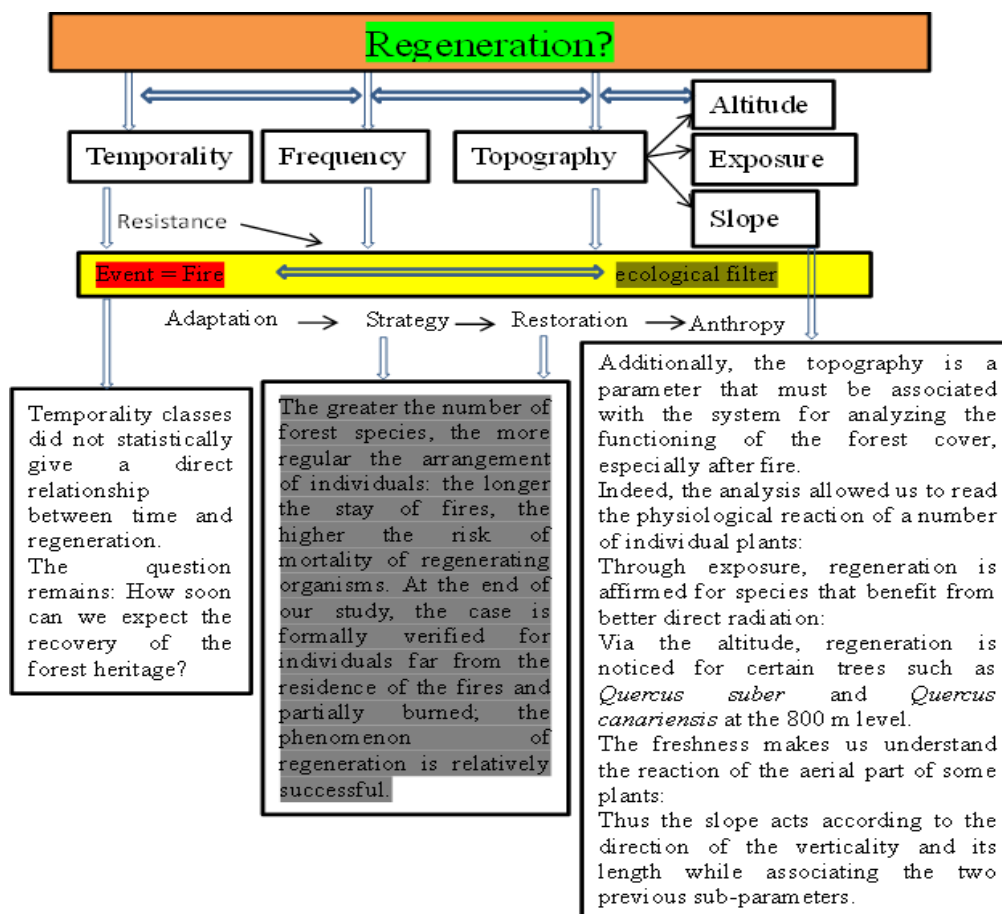 Regeneration?
Temporality
Frequency
Topography
Altitude
Exposure
Slope
Resistance
Event = Fire
ecological filter
Adaptation
Strategy
Restoration
Anthropy
Temporality classes
did not statistically
give a direct
relationship
between time and
regeneration.
The question
remains: How soon
can we expect the
recovery of the
forest heritage?
The greater the number of
forest species, the more
regular the arrangement
of individuals: the longer
the stay of fires, the
higher the risk of
mortality of regenerating
organisms. At the end of
our study, the case is
formally verified for
individuals far from the
residence of the fires and
partially burned; the
phenomenon of
regeneration is relatively
successful.
Additionally, the topography is a
parameter that must be associated
with the system for analyzing the
functioning of the forest cover,
especially after fire.
Indeed, the analysis allowed us to read
the physiological reaction of a number
of individual plants:
Through exposure, regeneration is
affirmed for species that benefit from
better direct radiation:
Via the altitude, regeneration is
noticed for certain trees such as
Quercus suber and Quercus
canariensis at the 800 m level.
The freshness makes us understand
the reaction of the aerial part of some
plants:
Thus the slope acts according to the
direction of the verticality and its
length while associating the two
previous sub-parameters.